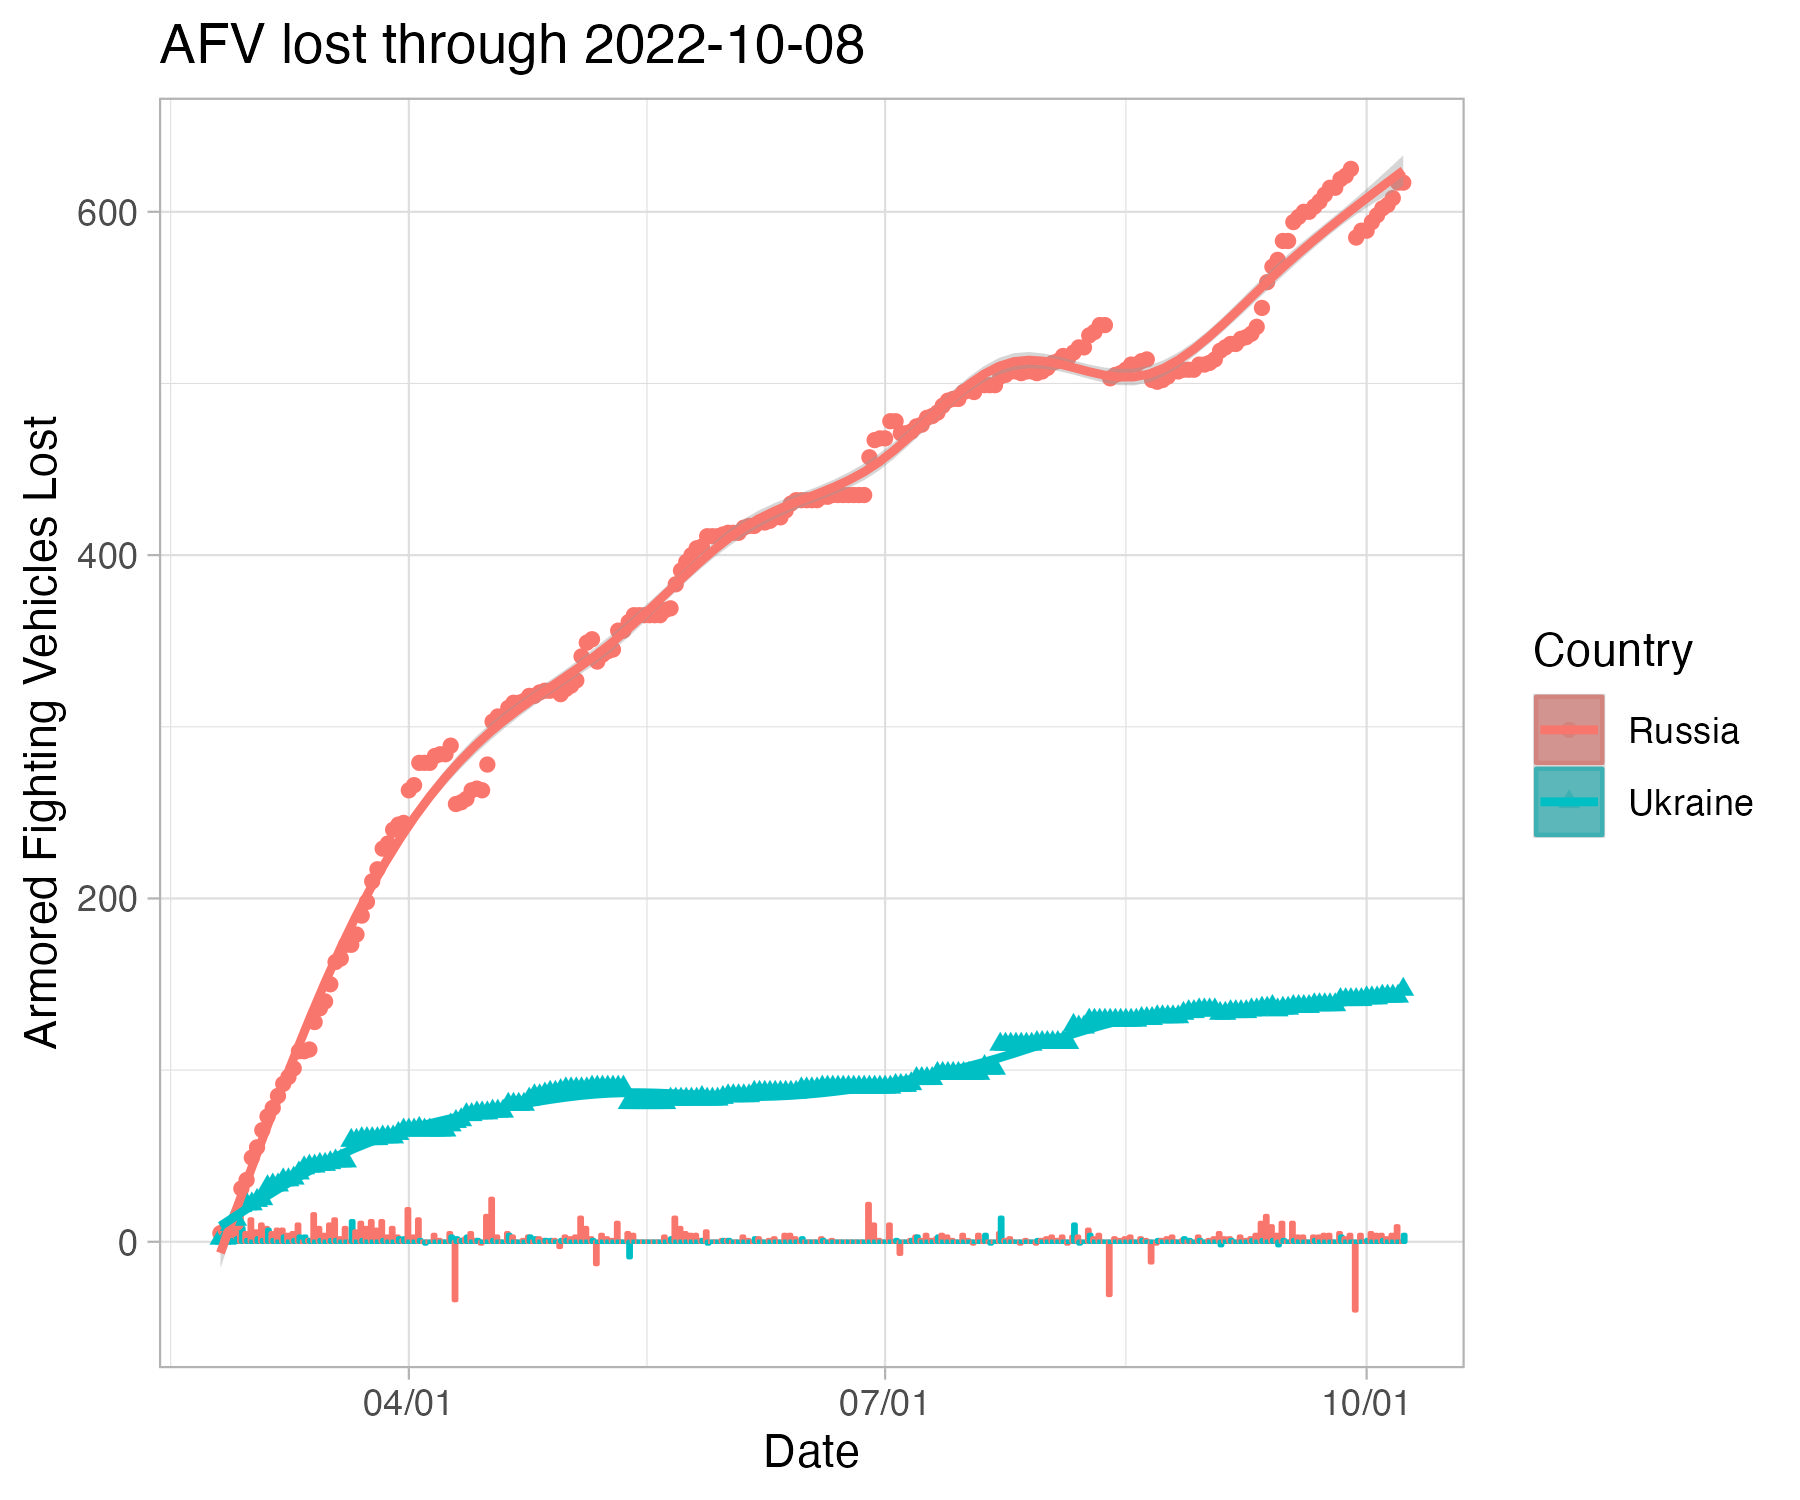 AFV lost through 2022-10-08
Armored Fighting Vehicles Lost
600
400
200
0
04/01
07/01
10/01
Date
Country
Russia
Ukraine